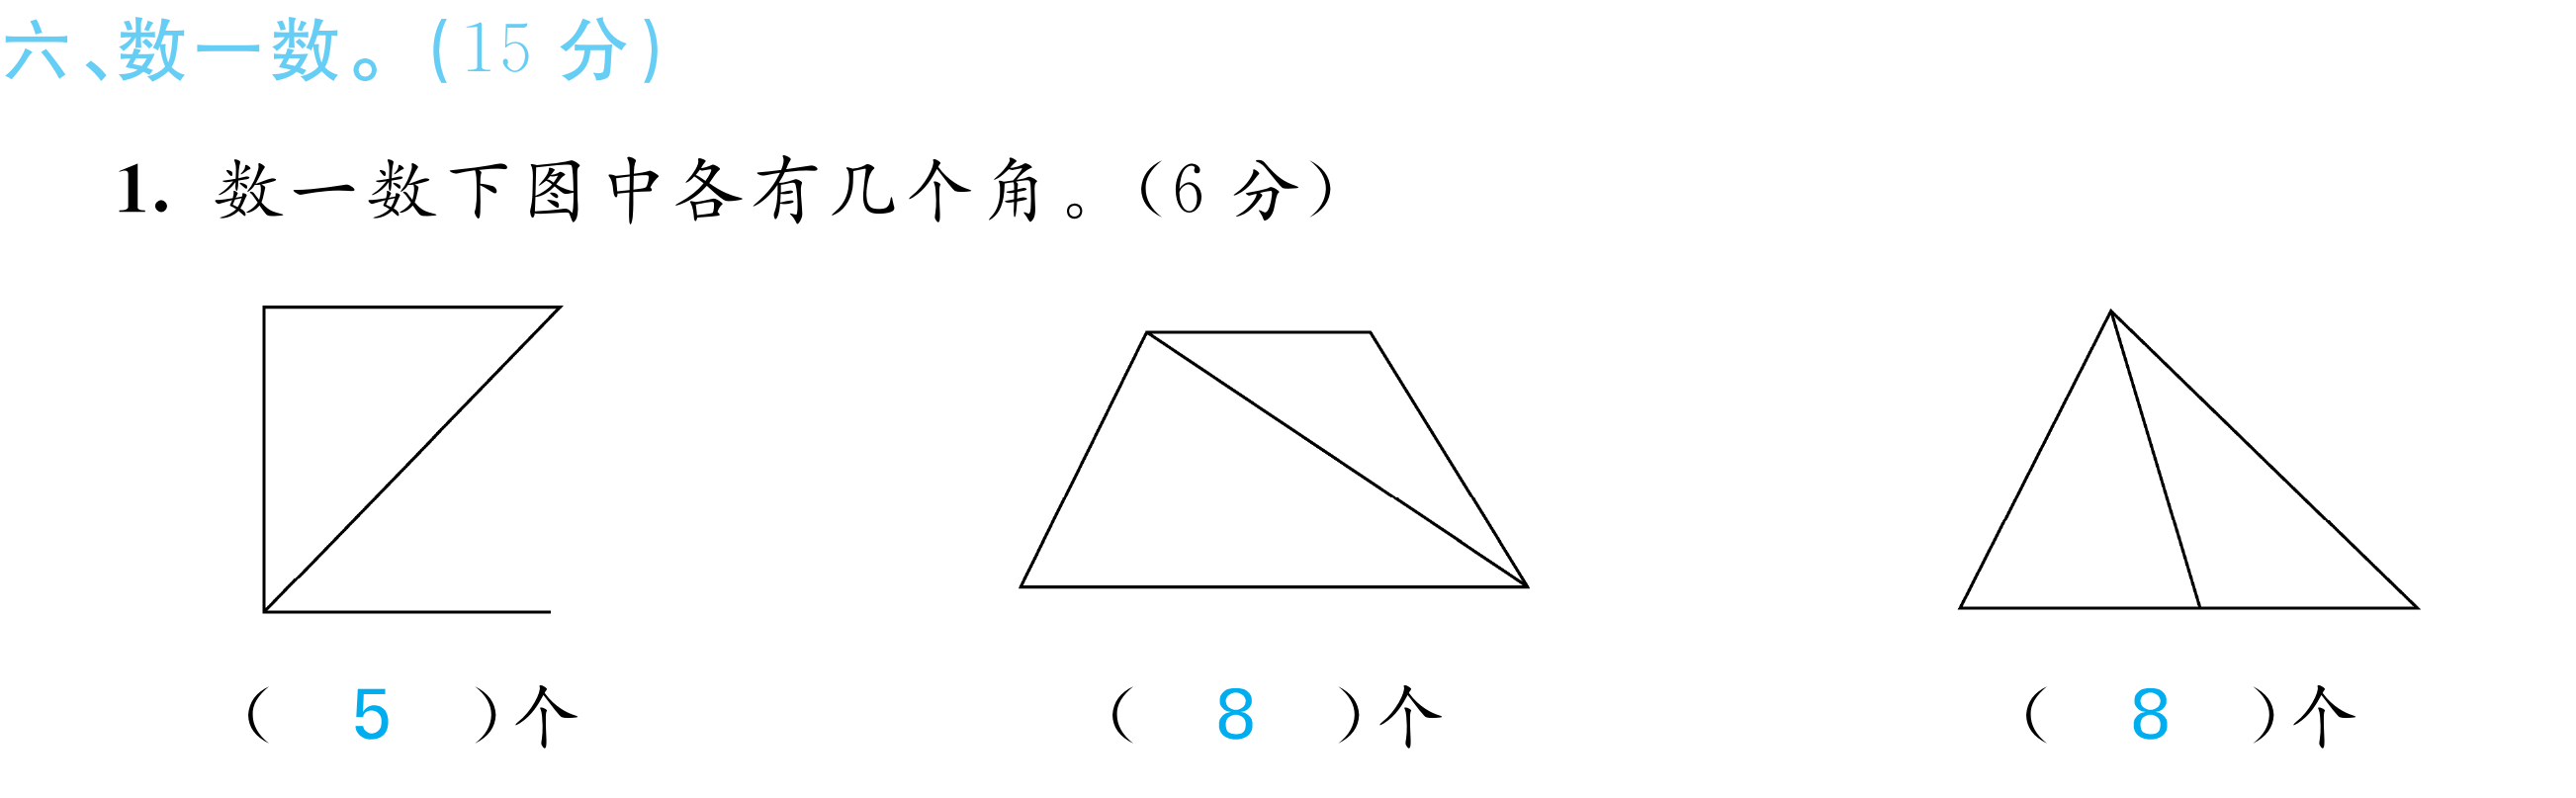 六、数一数。(15 分)
1. 数一数下图中各有几个角。(6 分)
( 5 )个 ( 8 )个 ( 8 )个